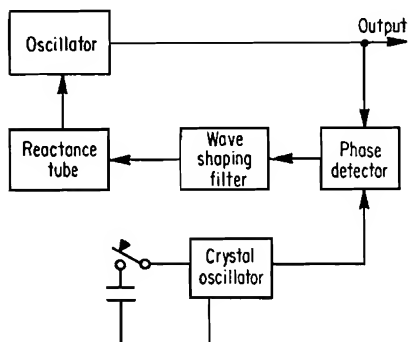 Output
Oscillator
Reactance
tube
Wave
shaping
filter
Phase
detector
Crystal
oscillator